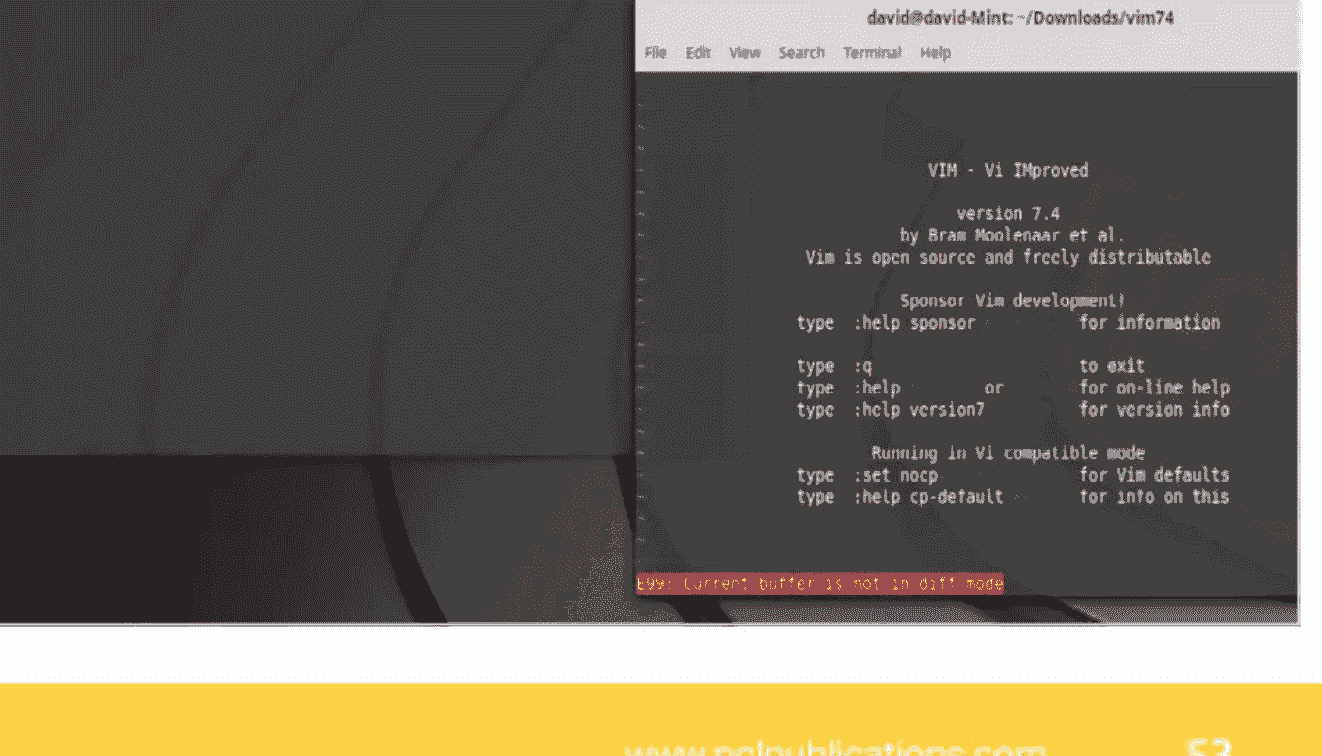 david@david-Mint: ~/Downloads/vim74
File Edit View Search Terminal Help
VIM - Vi IMproved
version 7.4
by Bram Moolenaar et al.
Vim is open source and freely distributable
Sponsor Vim development!
type :help sponsor for information
type :q to exit
type :help or for on-line help
type :help version7 for version info
Running in Vi compatible mode
type :set nocp for Vim defaults
type :help cp-default for info on this
E99: Current buffer is not in diff mode
53